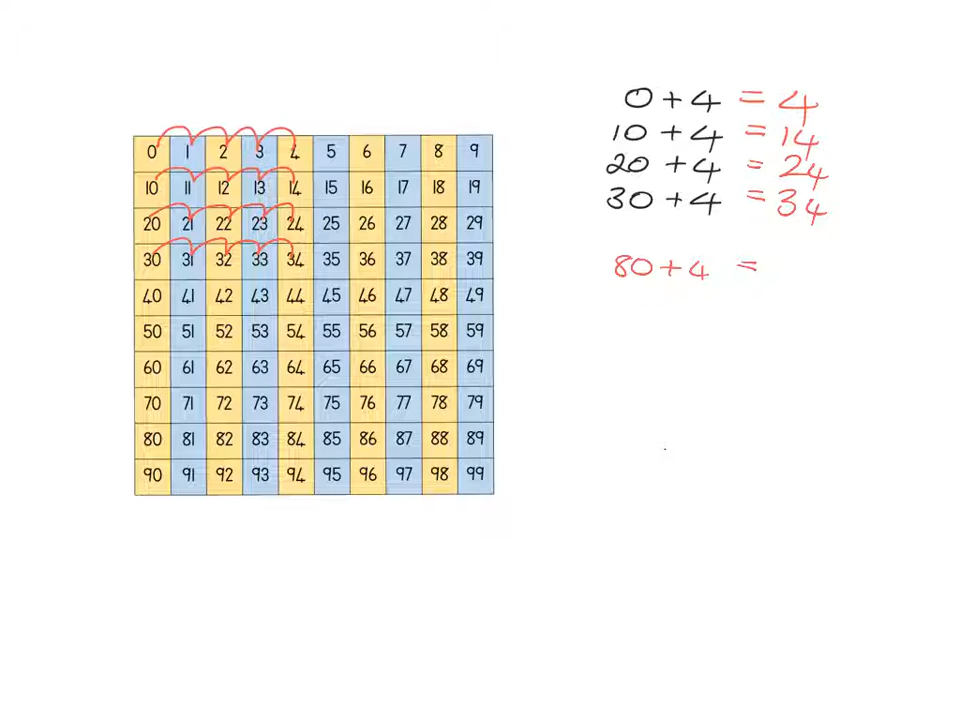 0 1 2 3 4 5 6 7 8 9
10 11 12 13 14 15 16 17 18 19
20 21 22 23 24 25 26 27 28 29
30 31 32 33 34 35 36 37 38 39
40 41 42 43 44 45 46 47 48 49
50 51 52 53 54 55 56 57 58 59
60 61 62 63 64 65 66 67 68 69
70 71 72 73 74 75 76 77 78 79
80 81 82 83 84 85 86 87 88 89
90 91 92 93 94 95 96 97 98 99
0 + 4 = 4
10 + 4 = 14
20 + 4 = 24
30 + 4 = 34
80 + 4 =